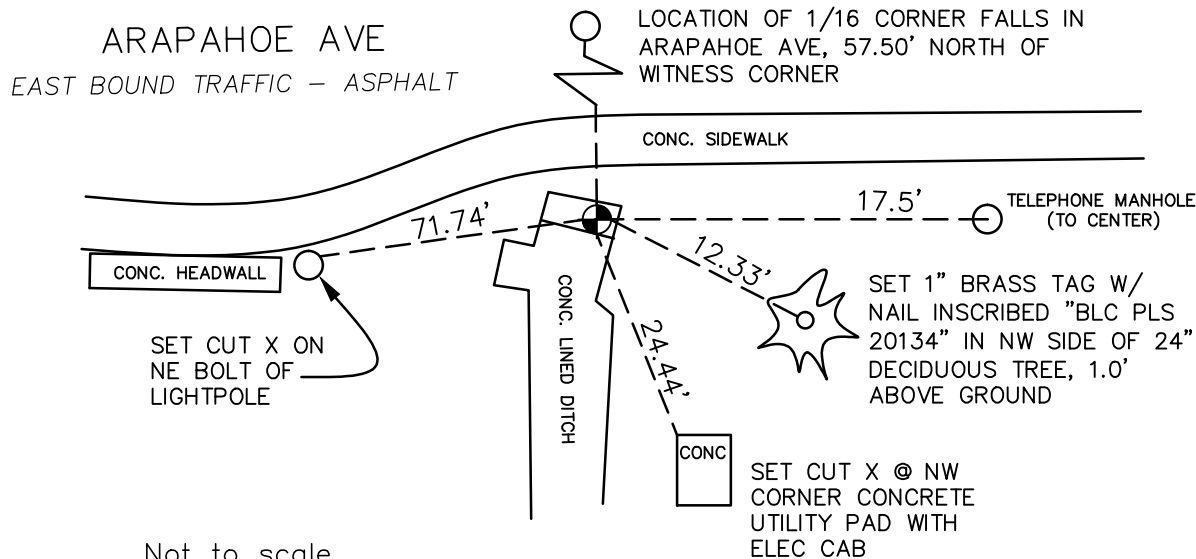 ARAPAHOE AVE
EAST BOUND TRAFFIC – ASPHALT
LOCATION OF 1/16 CORNER FALLS IN
ARAPAHOE AVE, 57.50' NORTH OF
WITNESS CORNER
CONC. SIDEWALK
71.74'
17.5'
TELEPHONE MANHOLE
(TO CENTER)
12.33'
CONC. HEADWALL
CONC. LINED DITCH
24.44'
SET 1" BRASS TAG W/
NAIL INSCRIBED "BLC PLS
20134" IN NW SIDE OF 24"
DECIDUOUS TREE, 1.0'
ABOVE GROUND
SET CUT X ON
NE BOLT OF
LIGHTPOLE
CONC
SET CUT X @ NW
CORNER CONCRETE
UTILITY PAD WITH
ELEC CAB
Not to scale